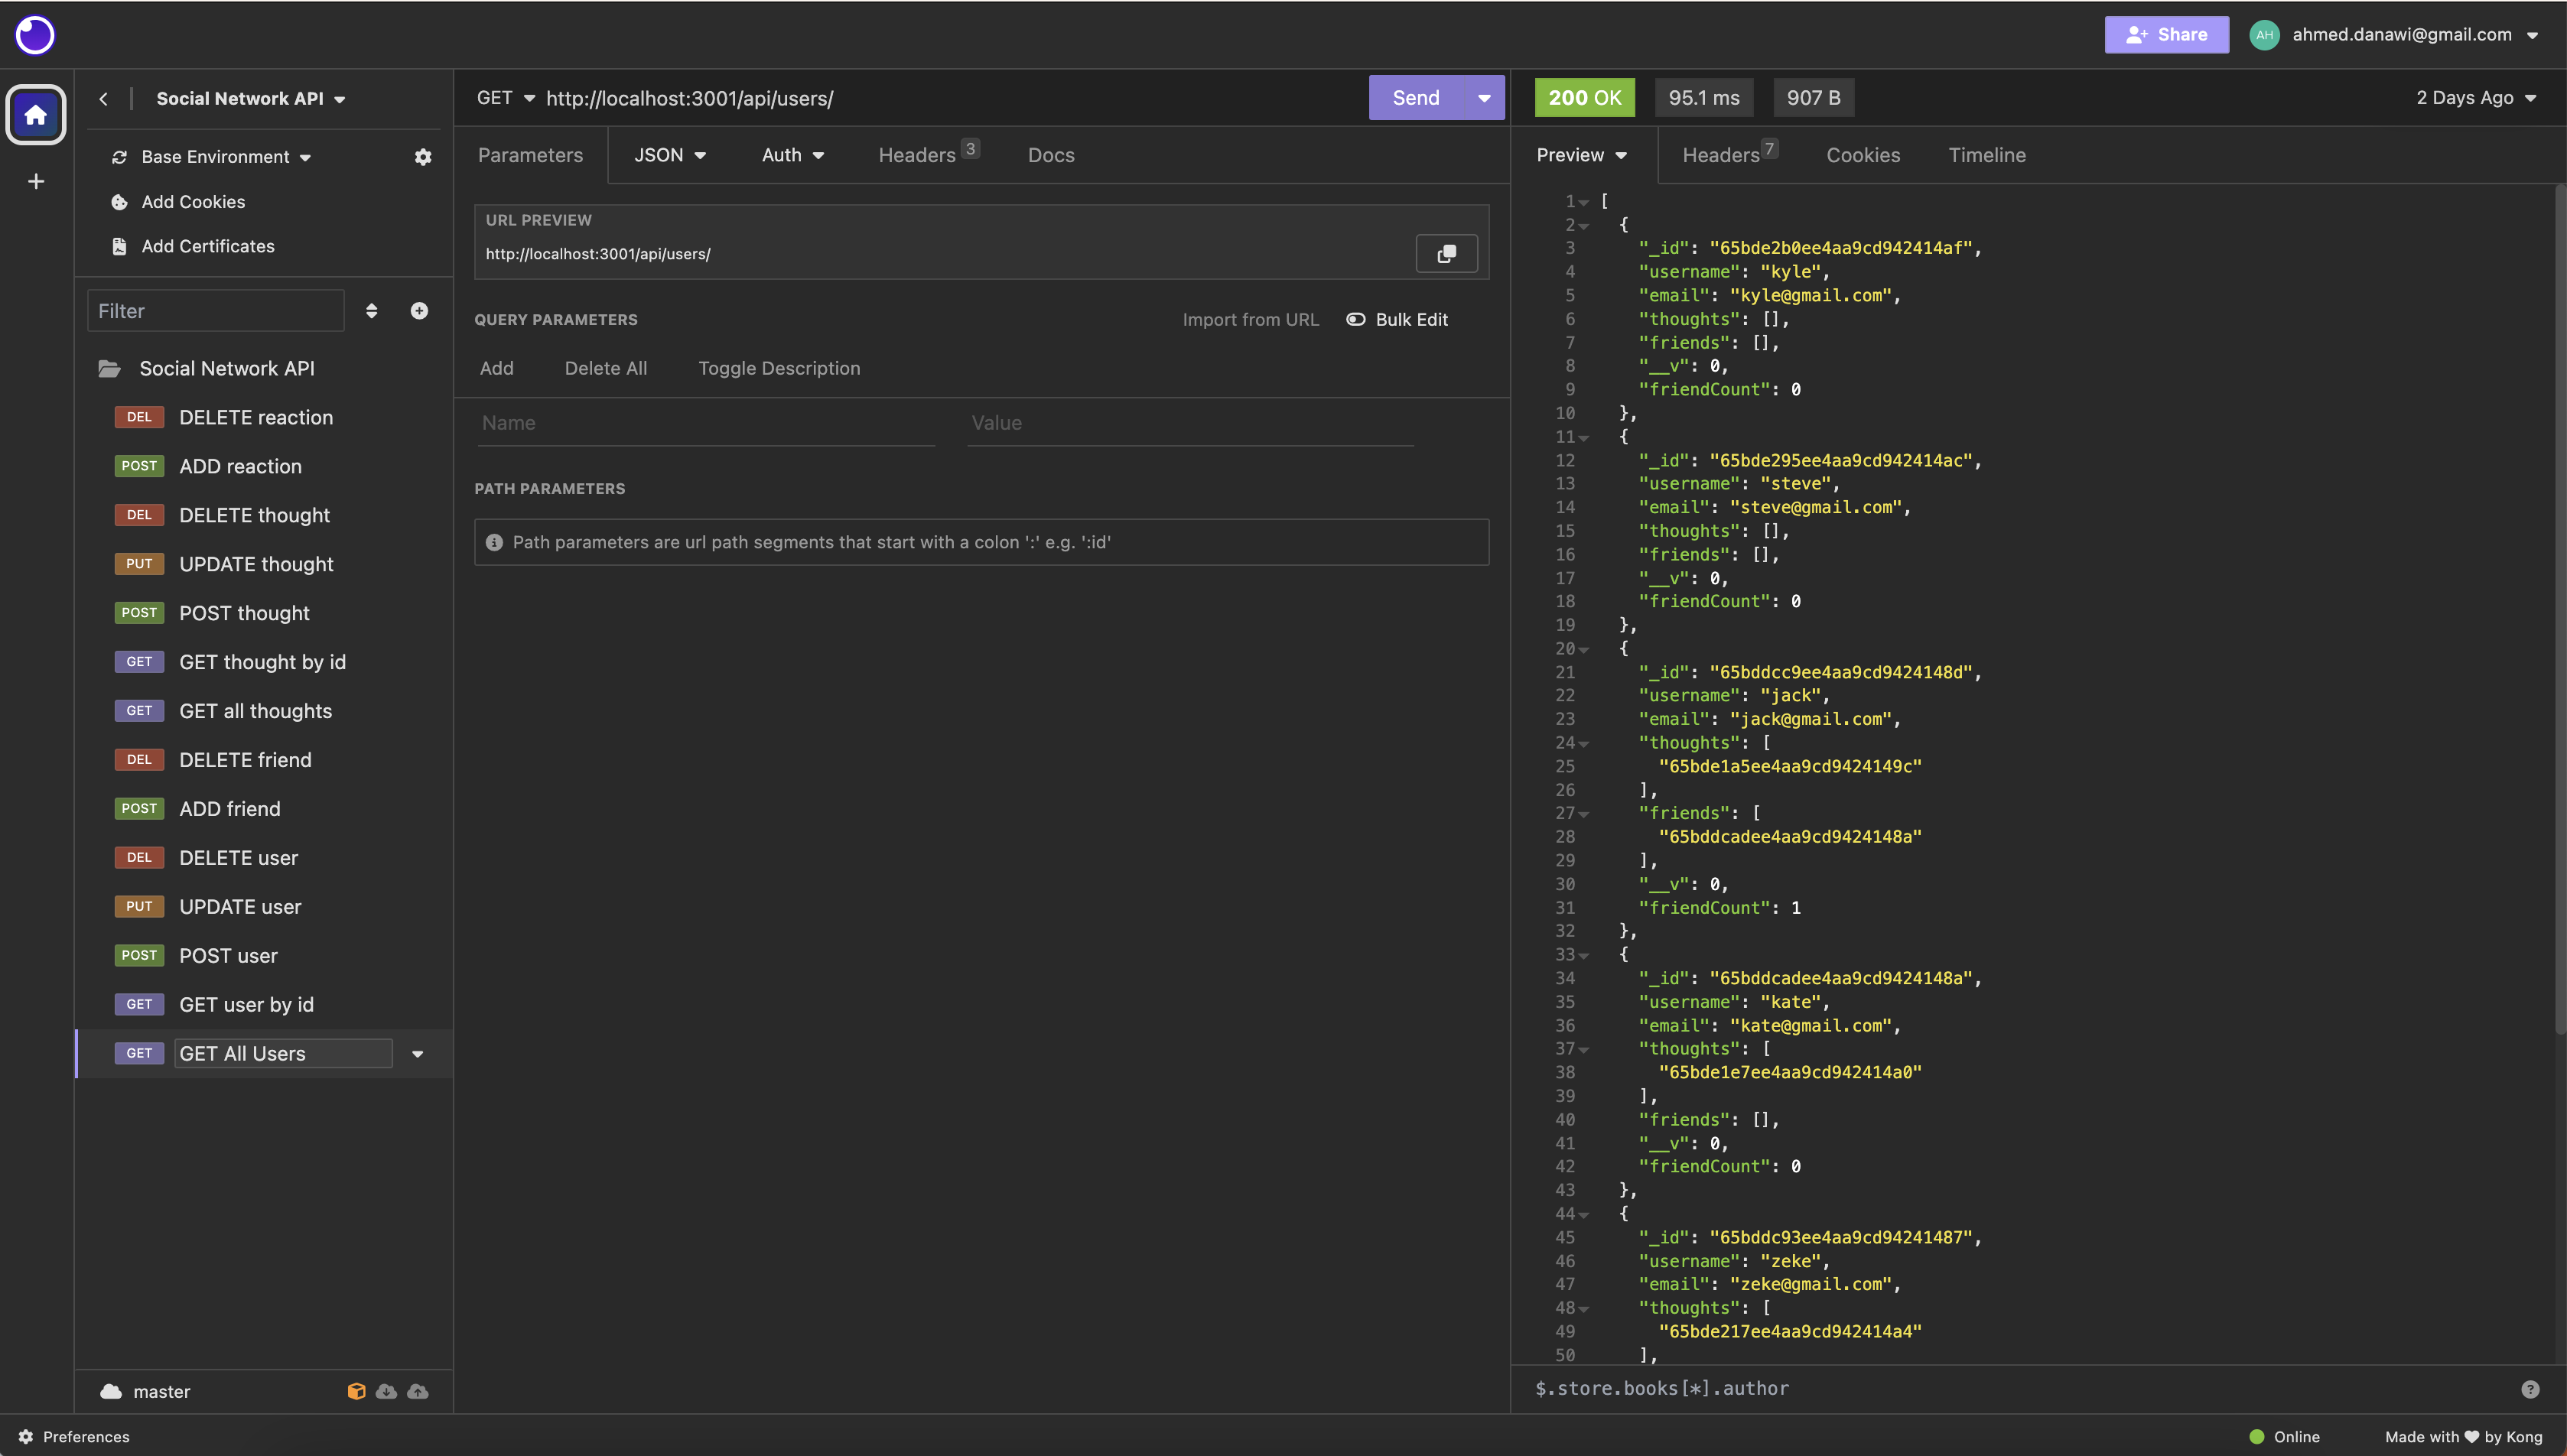 Share
AH
ahmed.danawi@gmail.com
Social Network API
Base Environment
Add Cookies
Add Certificates
Filter
Social Network API
DEL DELETE reaction
POST ADD reaction
DEL DELETE thought
PUT UPDATE thought
POST POST thought
GET GET thought by id
GET GET all thoughts
DEL DELETE friend
POST ADD friend
DEL DELETE user
PUT UPDATE user
POST POST user
GET GET user by id
GET GET All Users
master
GET http://localhost:3001/api/users/ Send
Parameters JSON Auth Headers 3 Docs
URL PREVIEW
http://localhost:3001/api/users/
QUERY PARAMETERS Import from URL Bulk Edit
Add Delete All Toggle Description
Name Value
PATH PARAMETERS
Path parameters are url path segments that start with a colon ':' e.g. ':id'
200 OK 95.1 ms 907 B 2 Days Ago
Preview Headers 7 Cookies Timeline
1 [
2 {
3 "_id": "65bde2b0ee4aa9cd942414af",
4 "username": "kyle",
5 "email": "kyle@gmail.com",
6 "thoughts": [],
7 "friends": [],
8 "__v": 0,
9 "friendCount": 0
10 },
11 {
12 "_id": "65bde295ee4aa9cd942414ac",
13 "username": "steve",
14 "email": "steve@gmail.com",
15 "thoughts": [],
16 "friends": [],
17 "__v": 0,
18 "friendCount": 0
19 },
20 {
21 "_id": "65bddcc9ee4aa9cd9424148d",
22 "username": "jack",
23 "email": "jack@gmail.com",
24 "thoughts": [
25 "65bde1a5ee4aa9cd9424149c"
26 ],
27 "friends": [
28 "65bddcadee4aa9cd9424148a"
29 ],
30 "__v": 0,
31 "friendCount": 1
32 },
33 {
34 "_id": "65bddcadee4aa9cd9424148a",
35 "username": "kate",
36 "email": "kate@gmail.com",
37 "thoughts": [
38 "65bde1e7ee4aa9cd942414a0"
39 ],
40 "friends": [],
41 "__v": 0,
42 "friendCount": 0
43 },
44 {
45 "_id": "65bddc93ee4aa9cd94241487",
46 "username": "zeke",
47 "email": "zeke@gmail.com",
48 "thoughts": [
49 "65bde217ee4aa9cd942414a4"
50 ],
$.store.books[*].author
Preferences
Online
Made with ❤ by Kong